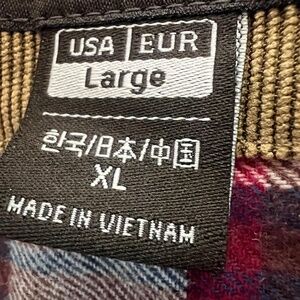 USA EUR
Large
한국/日本/中国
XL
MADE IN VIETNAM